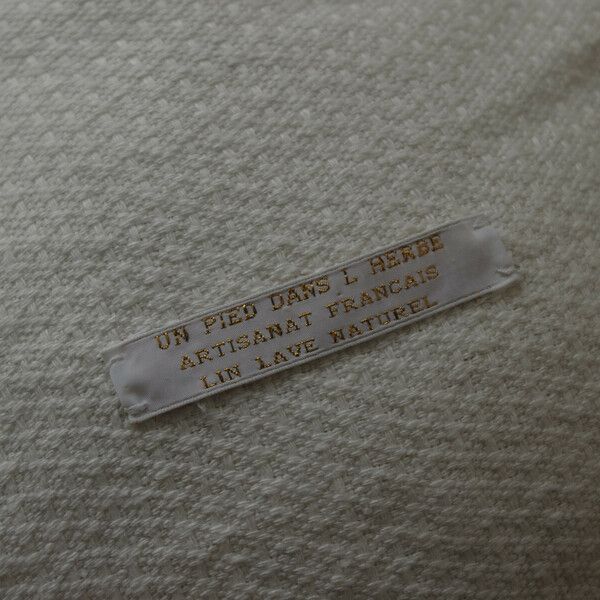 UN PIED DANS L HERBE
ARTISANAT FRANCAIS
LIN LAVE NATUREL